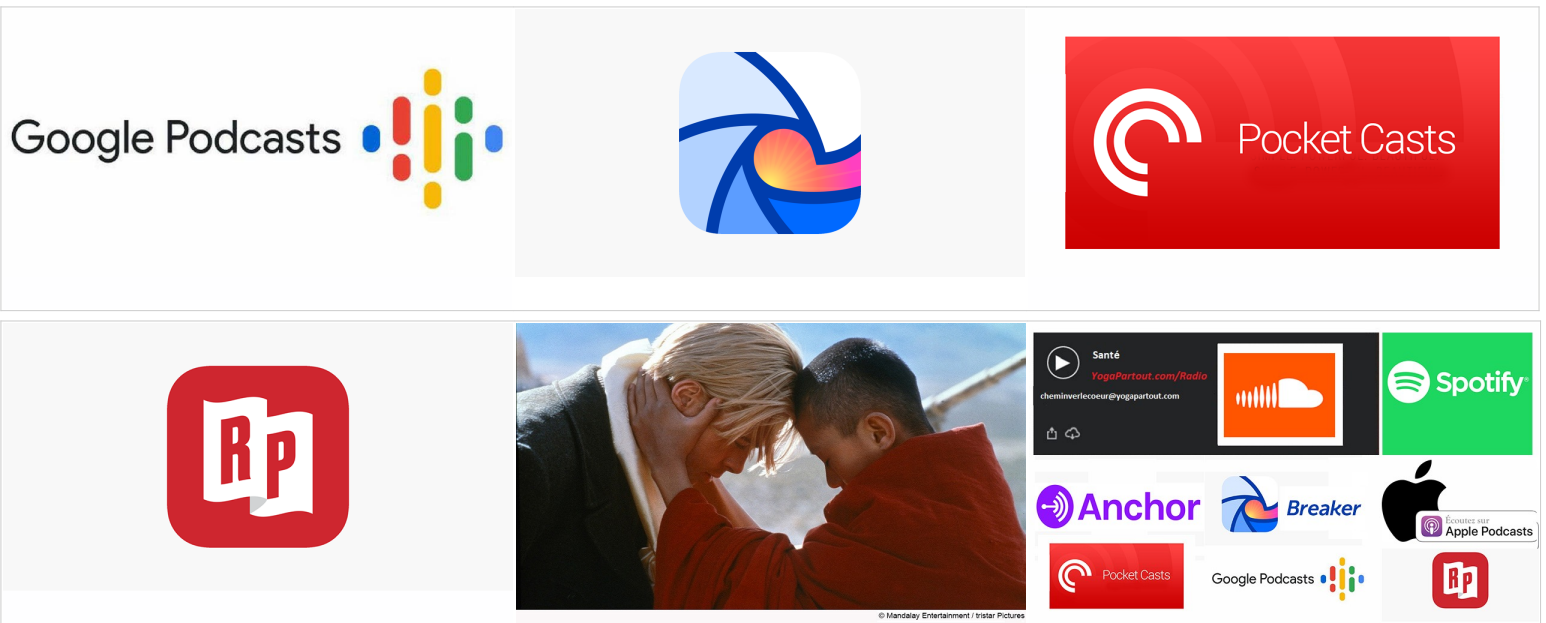 Google Podcasts
Pocket Casts
RP
© Mandalay Entertainment / tristar Pictures
Santé
YogaPartout.com/Radio
cheminverlecoeur@yogapartout.com
Spotify®
Anchor
Breaker
Écoutez sur
Apple Podcasts
Pocket Casts
Google Podcasts
RP